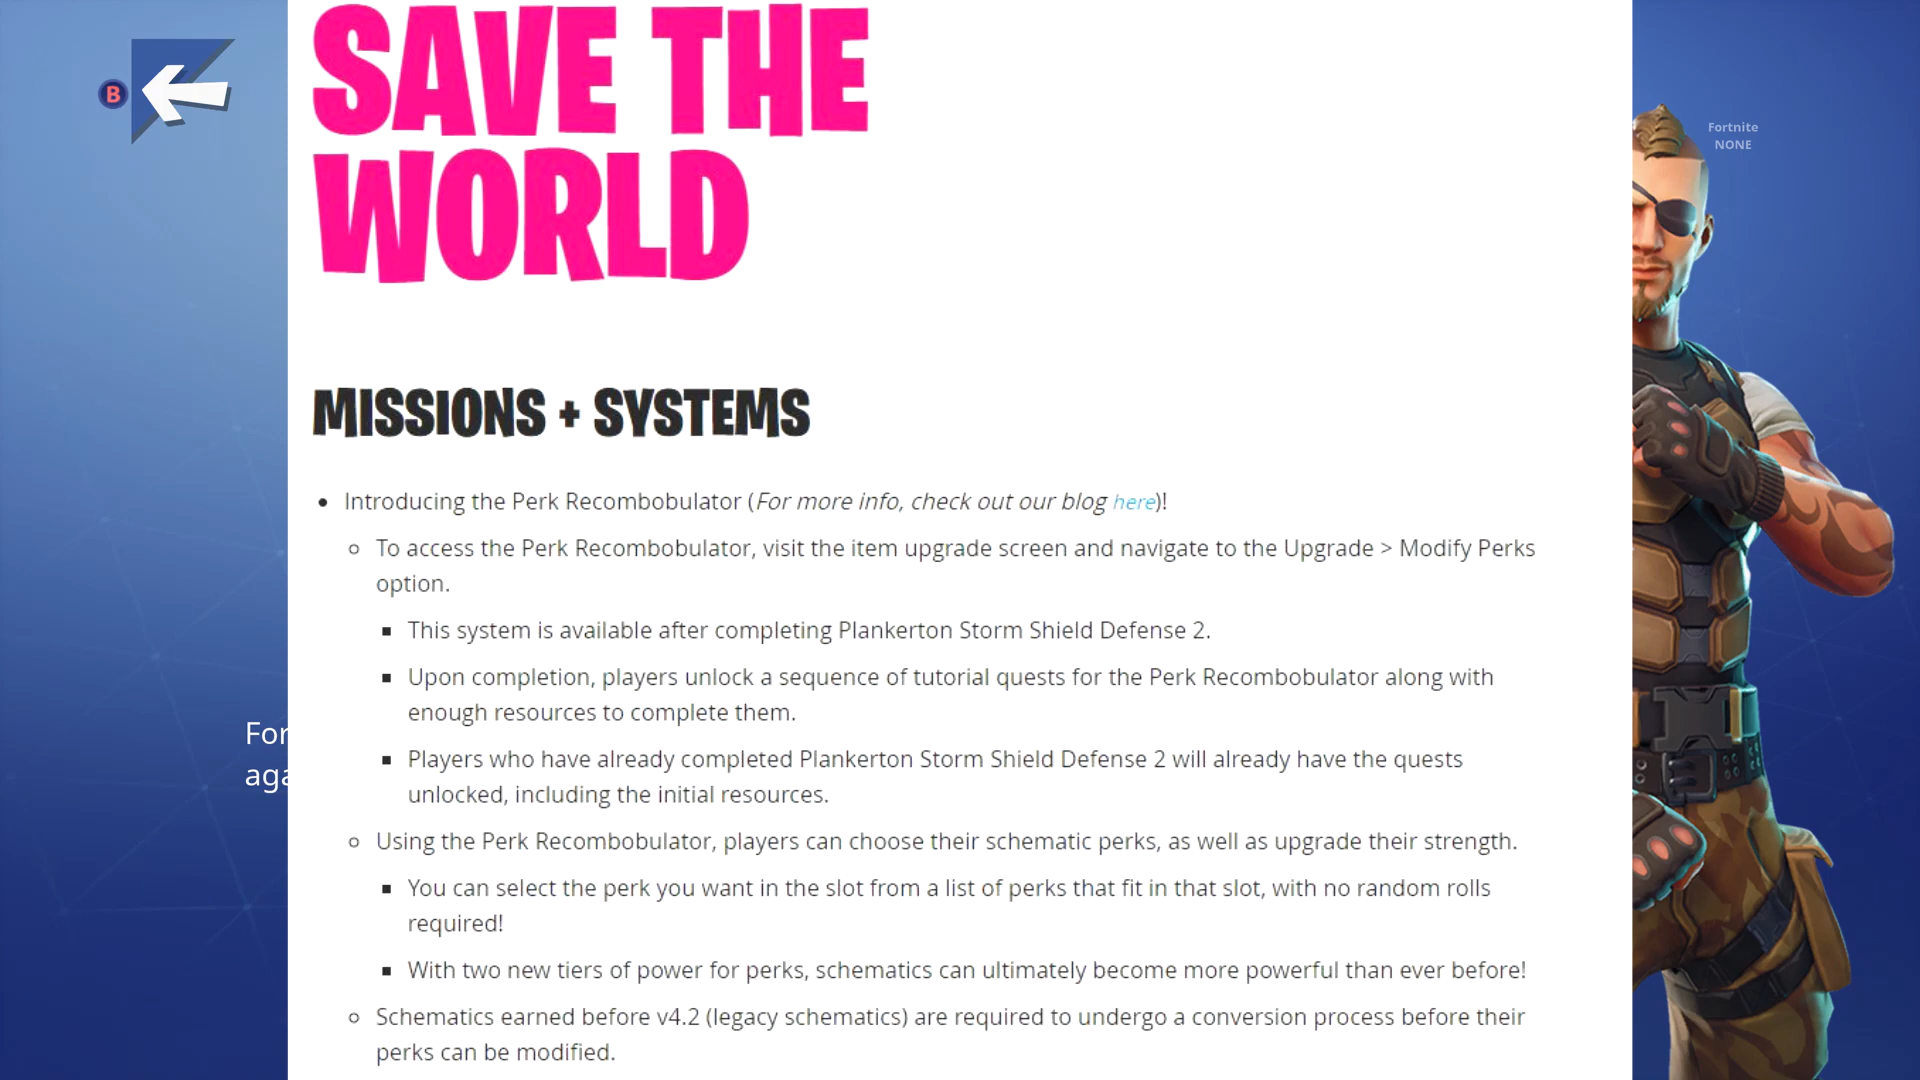 SAVE THE
WORLD
B
Fortnite
NONE
MISSIONS + SYSTEMS
• Introducing the Perk Recombobulator (For more info, check out our blog here)!
To access the Perk Recombobulator, visit the item upgrade screen and navigate to the Upgrade > Modify Perks
option.
This system is available after completing Plankerton Storm Shield Defense 2.
Upon completion, players unlock a sequence of tutorial quests for the Perk Recombobulator along with
enough resources to complete them.
For
aga
Players who have already completed Plankerton Storm Shield Defense 2 will already have the quests
unlocked, including the initial resources.
Using the Perk Recombobulator, players can choose their schematic perks, as well as upgrade their strength.
You can select the perk you want in the slot from a list of perks that fit in that slot, with no random rolls
required!
With two new tiers of power for perks, schematics can ultimately become more powerful than ever before!
Schematics earned before v4.2 (legacy schematics) are required to undergo a conversion process before their
perks can be modified.